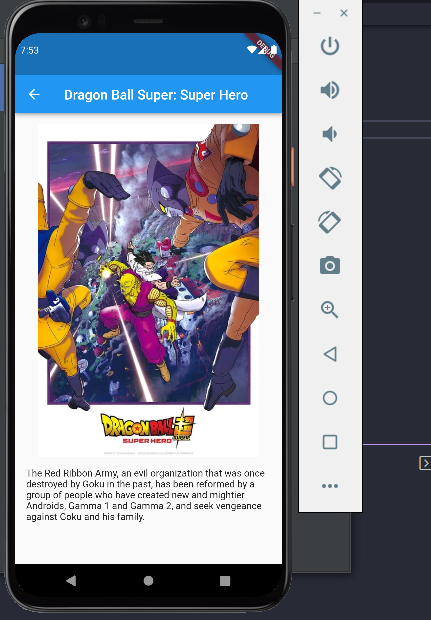 7:53
DEBUG
Dragon Ball Super: Super Hero
DRAGONBALL
SUPER
SUPER HERO
The Red Ribbon Army, an evil organization that was once
destroyed by Goku in the past, has been reformed by a
group of people who have created new and mightier
Androids, Gamma 1 and Gamma 2, and seek vengeance
against Goku and his family.